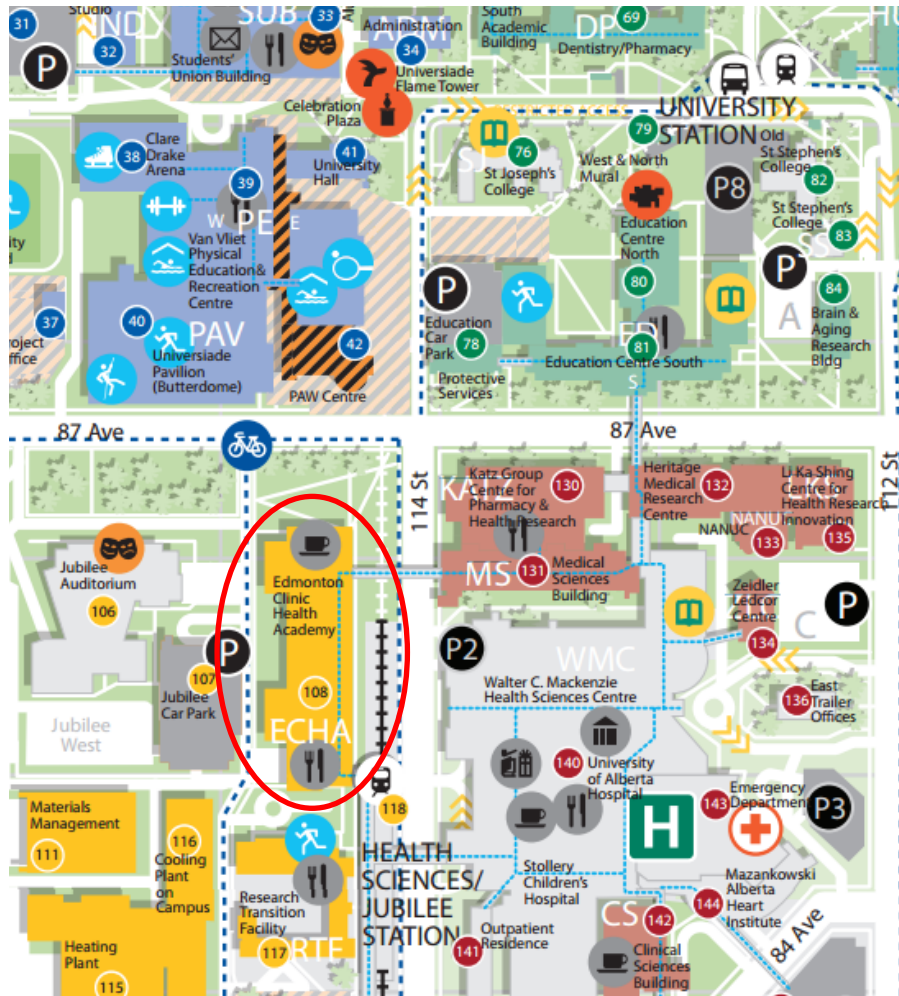 31
Studio
ND
32
P
SUB
33
Students'
Union Building
Administration
34
Universiade
Flame Tower
Celebration
Plaza
South
Academic
Building
DP
69
Dentistry/Pharmacy
UNIVERSITY
STATION
Clare
Drake
Arena
38
39
41
University
Hall
W
PE
E
Van Vliet
Physical
Education &
Recreation
Centre
37
40
PAV
Universiade
Pavilion
(Butterdome)
42
PAW Centre
SJ
76
St Joseph's
College
79
West & North
Mural
P8
Old
St Stephen's
College
82
St Stephen's
College
SS
83
Education
Centre
North
80
P
P
A
84
Brain &
Aging
Research
Bldg
Education
Car
Park
78
Protective
Services
ED
81
Education Centre South
S
87 Ave
87 Ave
114 St
112 St
Jubilee
Auditorium
106
Edmonton
Clinic
Health
Academy
108
ECHA
P
107
Jubilee
Car Park
Jubilee
West
KATZ
Katz Group
Centre for
Pharmacy &
Health Research
130
Heritage
Medical
Research
Centre
132
Li Ka Shing
Centre for
Health Research
Innovation
NANUC
NANUC
133
135
MS
131
Medical
Sciences
Building
Zeidler
Ledcor
Centre
134
P
C
P2
WMC
Walter C. Mackenzie
Health Sciences Centre
136
East
Trailer
Offices
140
University
of Alberta
Hospital
143
Emergency
Department
P3
H
Materials
Management
111
116
Cooling
Plant
on
Campus
118
HEALTH
SCIENCES/
JUBILEE
STATION
Research
Transition
Facility
117
RTF
Heating
Plant
115
Stollery
Children's
Hospital
Mazankowski
Alberta
Heart
Institute
144
84 Ave
Outpatient
Residence
141
CS
142
Clinical
Sciences
Building